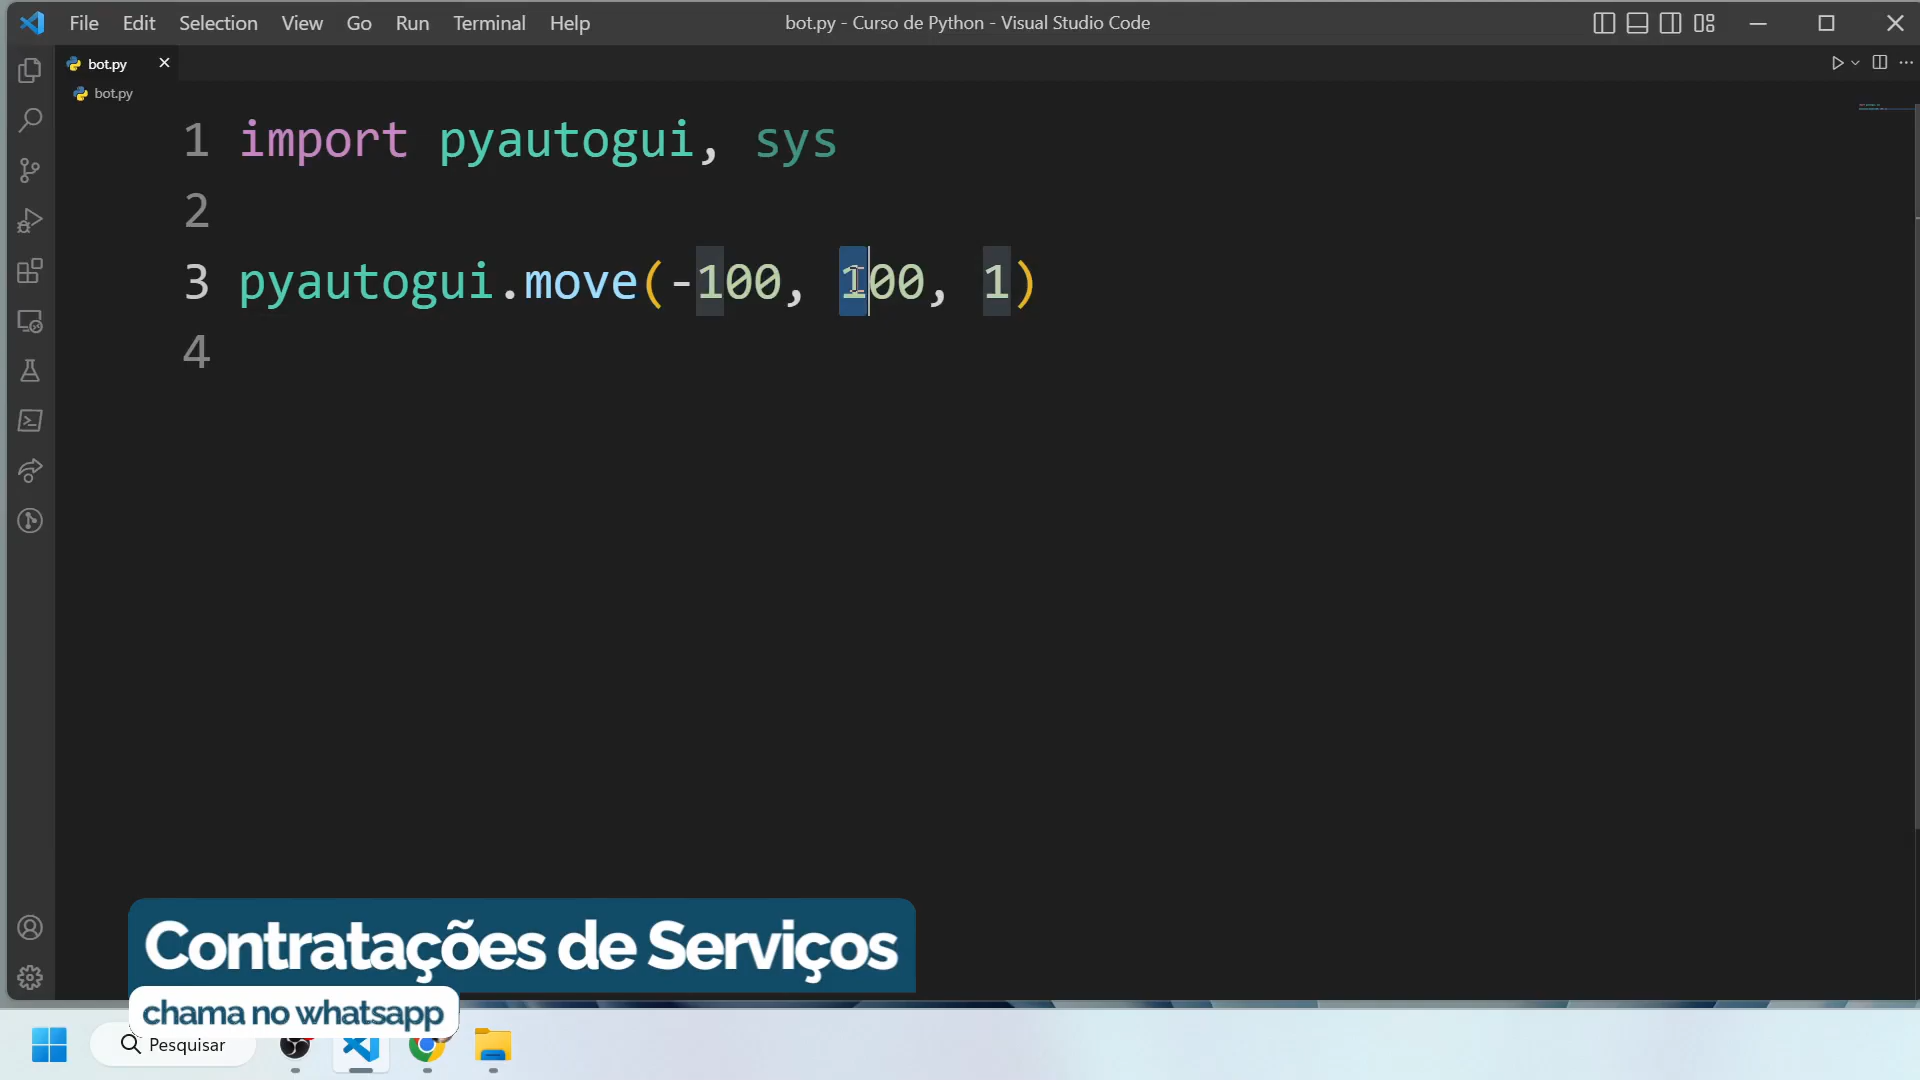 File Edit Selection View Go Run Terminal Help
bot.py - Curso de Python - Visual Studio Code
bot.py
bot.py
1 import pyautogui, sys
2
3 pyautogui.move(-100, 100, 1)
4
Contratações de Serviços
chama no whatsapp
Pesquisar